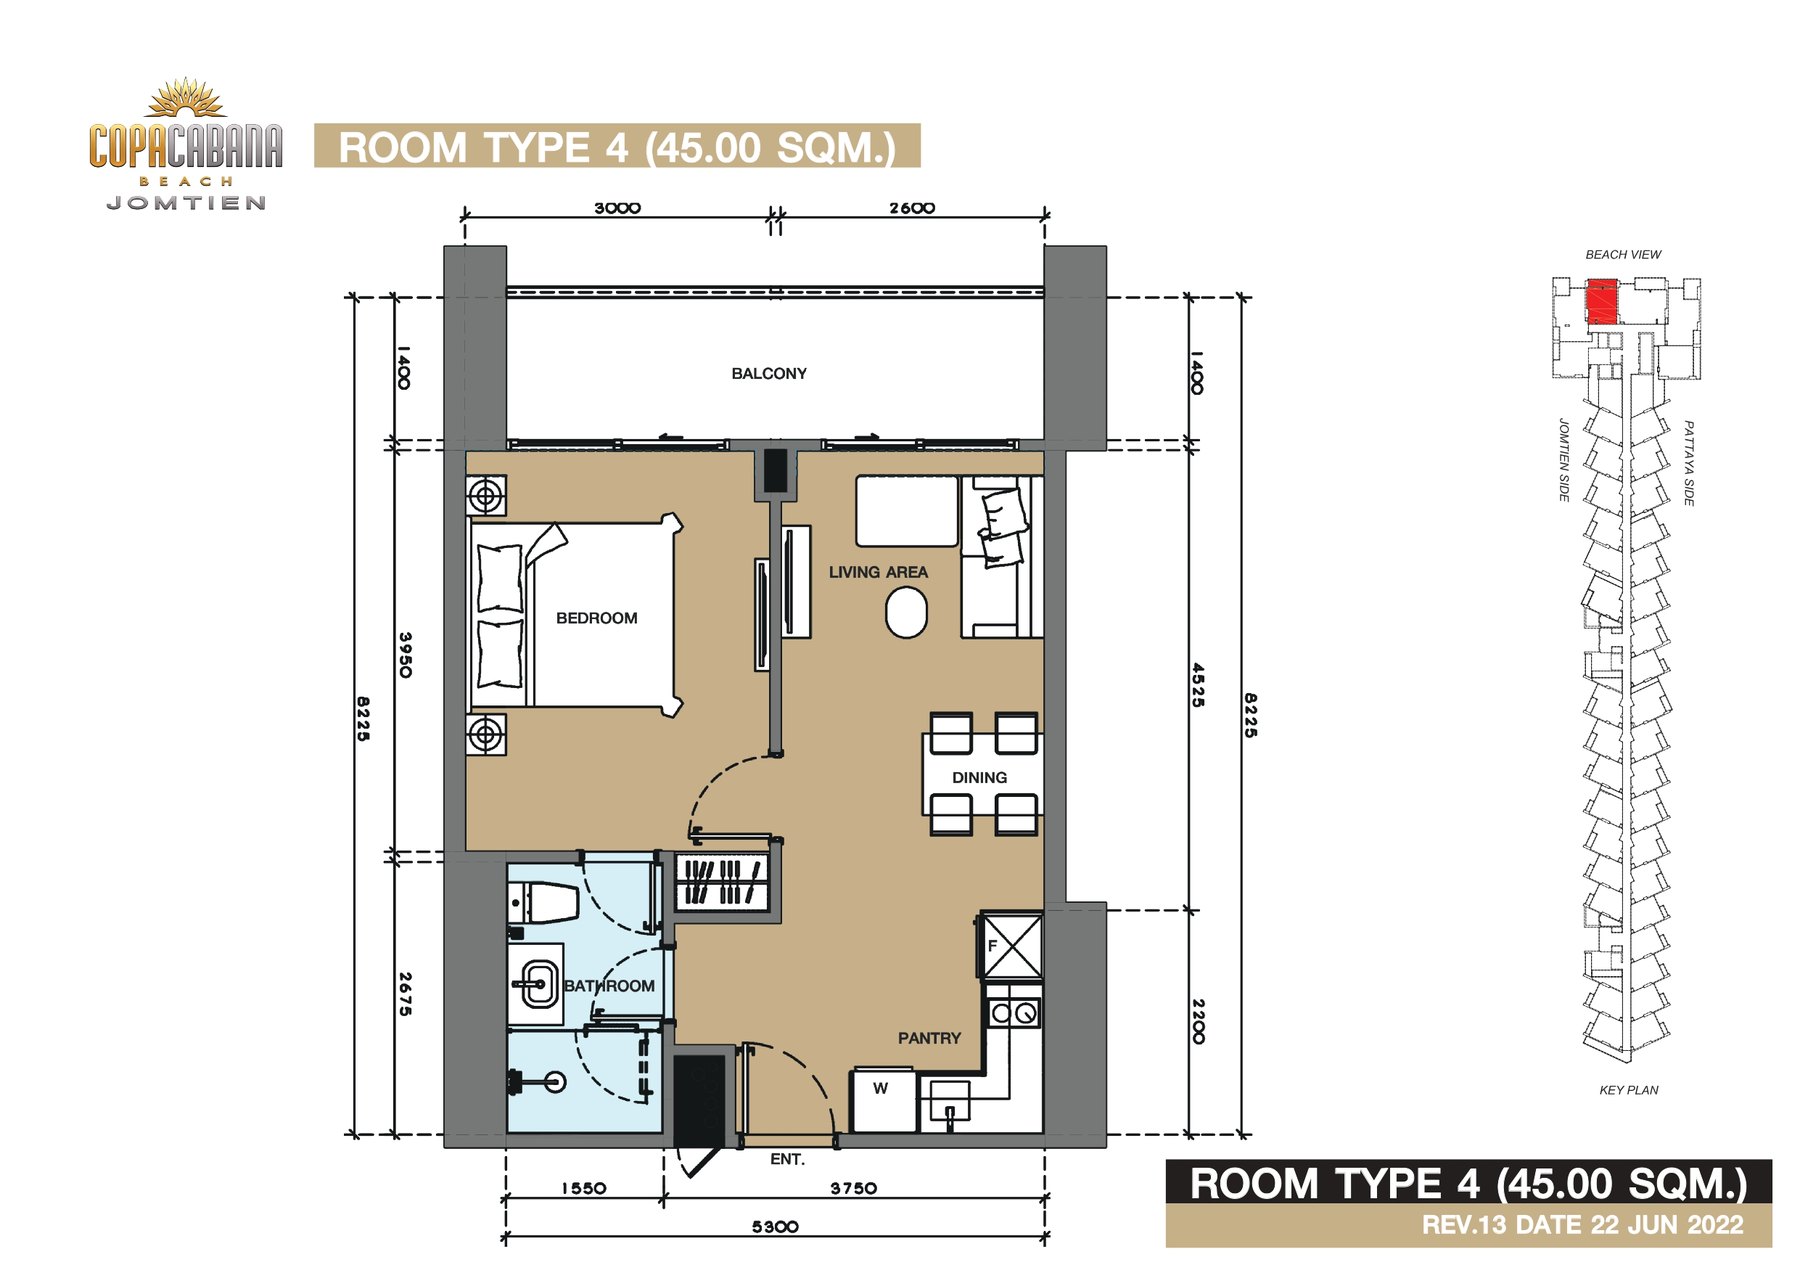 COPACABANA
BEACH
JOMTIEN
ROOM TYPE 4 (45.00 SQM.)
3000
2600
BEACH VIEW
1400
BALCONY
1400
JOMTIEN SIDE
PATTAYA SIDE
LIVING AREA
BEDROOM
3950
4525
8225
8225
DINING
F
2675
BATHROOM
2200
PANTRY
W
KEY PLAN
ENT.
1550
3750
5300
ROOM TYPE 4 (45.00 SQM.)
REV.13 DATE 22 JUN 2022